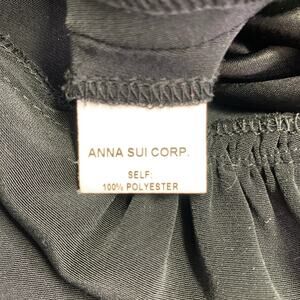 ANNA SUI CORP.
SELF:
100% POLYESTER